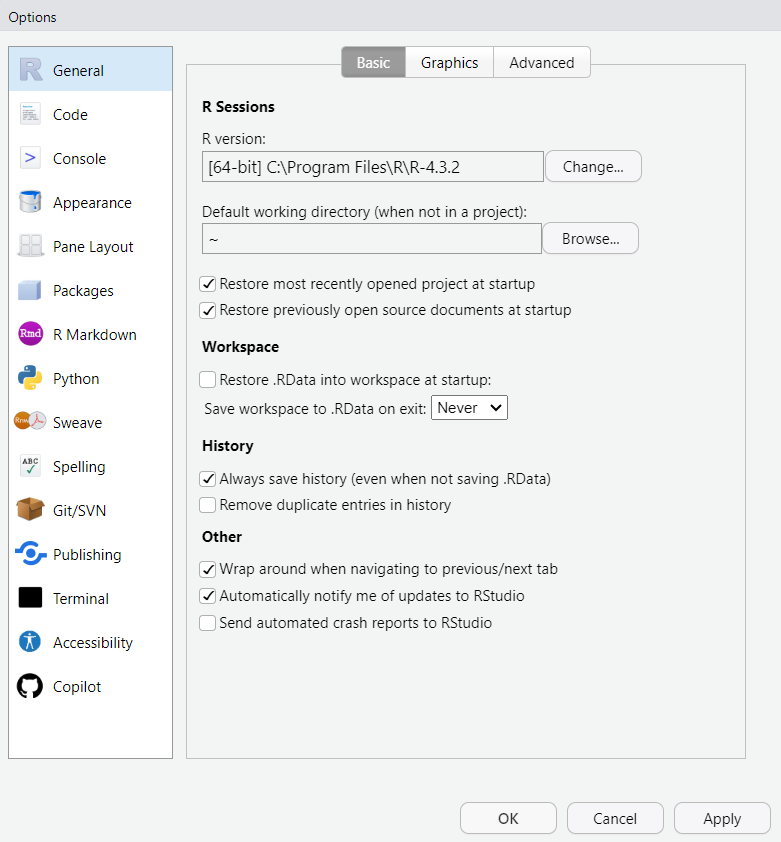 Options
General
Code
Console
Appearance
Pane Layout
Packages
Rmd R Markdown
Python
Rnw Sweave
ABC Spelling
Git/SVN
Publishing
Terminal
Accessibility
Copilot
Basic Graphics Advanced
R Sessions
R version:
[64-bit] C:\Program Files\R\R-4.3.2 Change...
Default working directory (when not in a project):
~ Browse...
Restore most recently opened project at startup
Restore previously open source documents at startup
Workspace
Restore .RData into workspace at startup:
Save workspace to .RData on exit: Never
History
Always save history (even when not saving .RData)
Remove duplicate entries in history
Other
Wrap around when navigating to previous/next tab
Automatically notify me of updates to RStudio
Send automated crash reports to RStudio
OK Cancel Apply